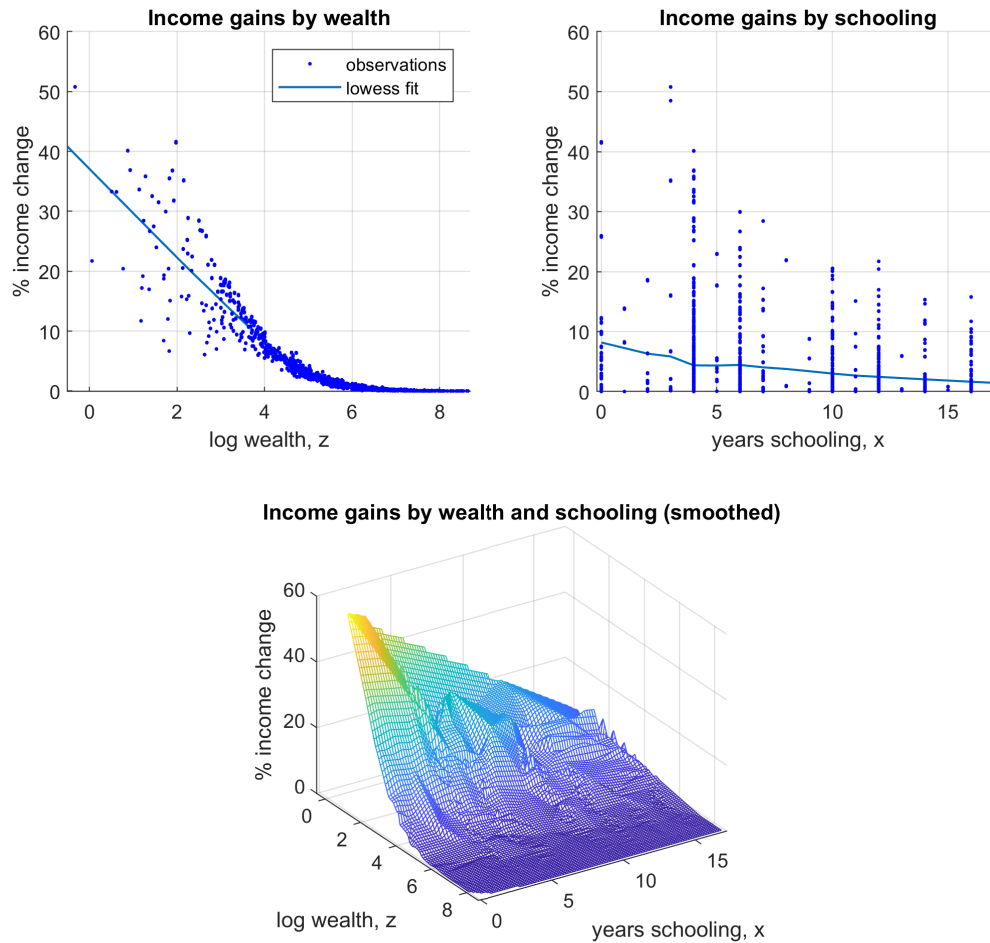 Income gains by wealth
60
50
40
30
20
10
0
% income change
observations
lowess fit
0 2 4 6 8
log wealth, z
Income gains by schooling
60
50
40
30
20
10
0
% income change
0 5 10 15
years schooling, x
Income gains by wealth and schooling (smoothed)
60
40
20
0
% income change
0
2
4
6
8
log wealth, z
0
5
10
15
years schooling, x